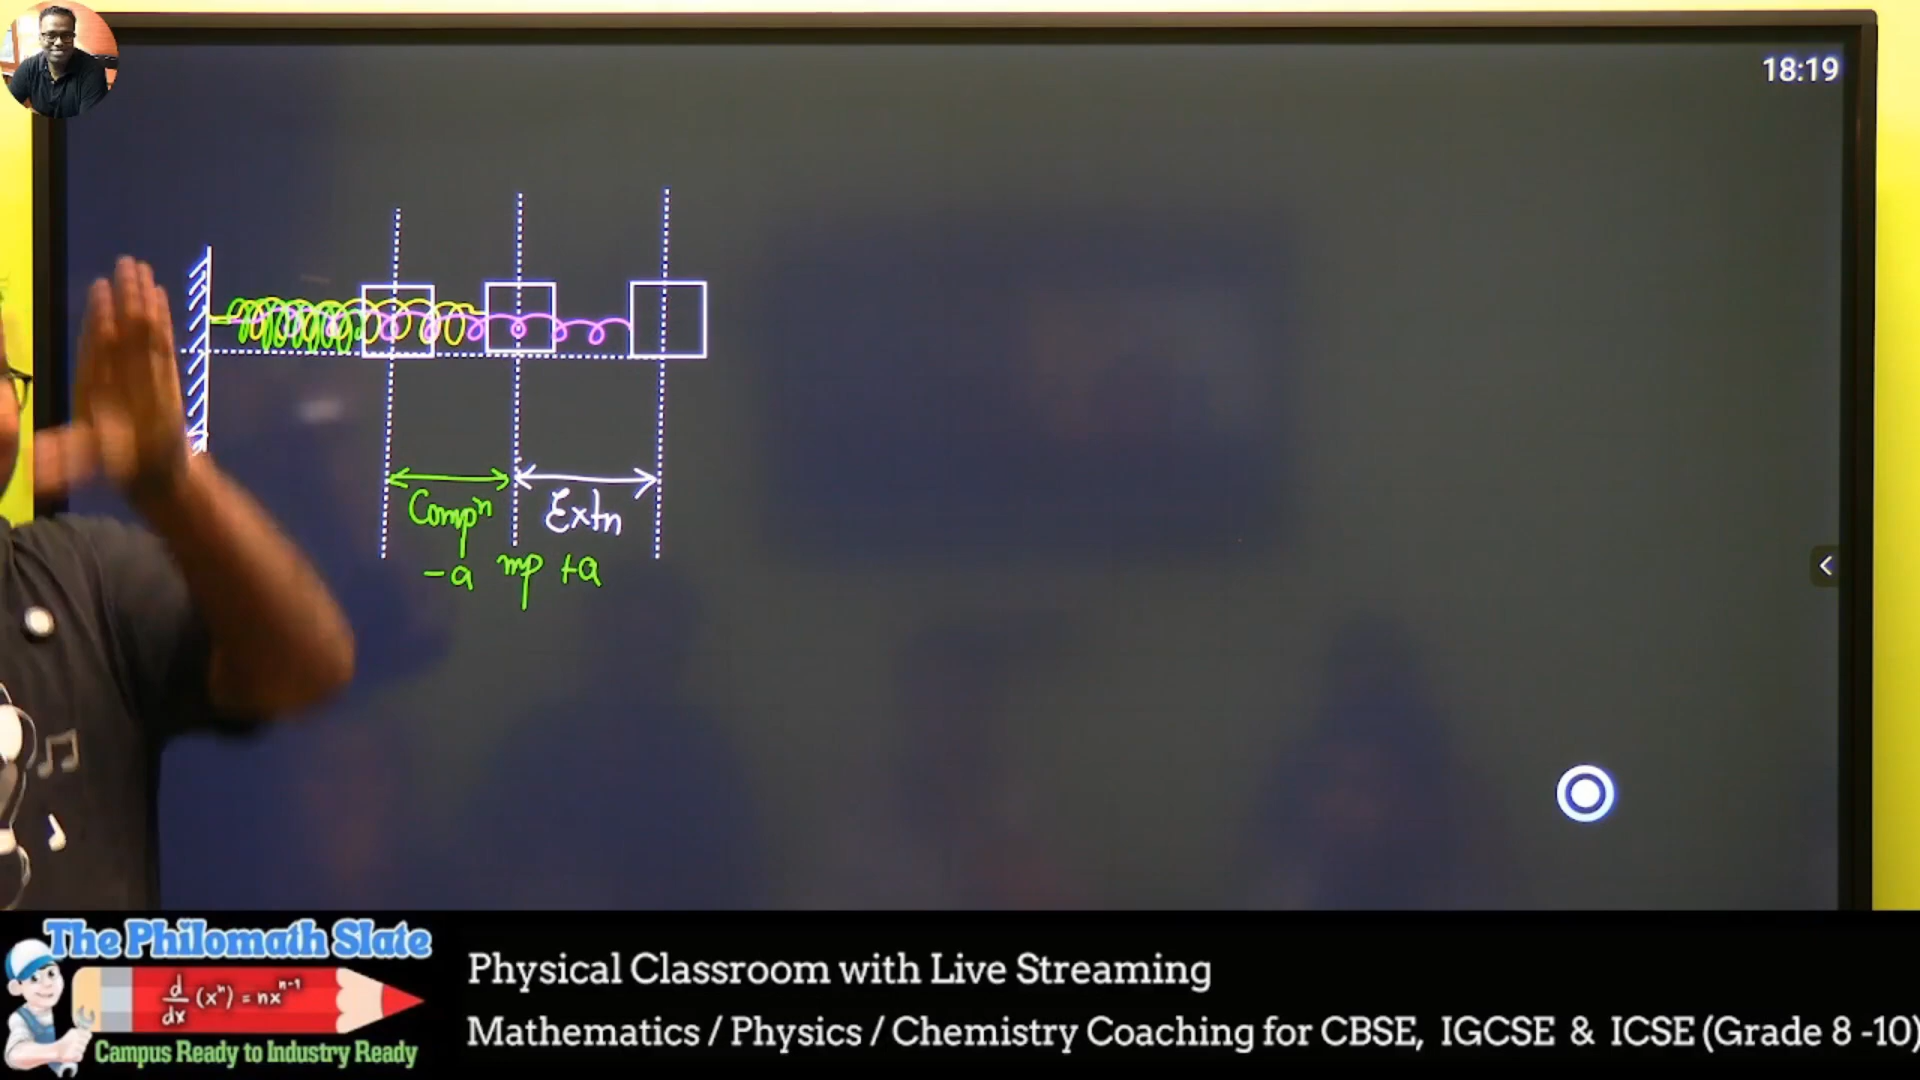 18:19
Compⁿ
Extn
-a mp +a
The Philomath Slate
d/dx (xⁿ) = nxⁿ⁻¹
Campus Ready to Industry Ready
Physical Classroom with Live Streaming
Mathematics / Physics / Chemistry Coaching for CBSE, IGCSE & ICSE (Grade 8 -10)